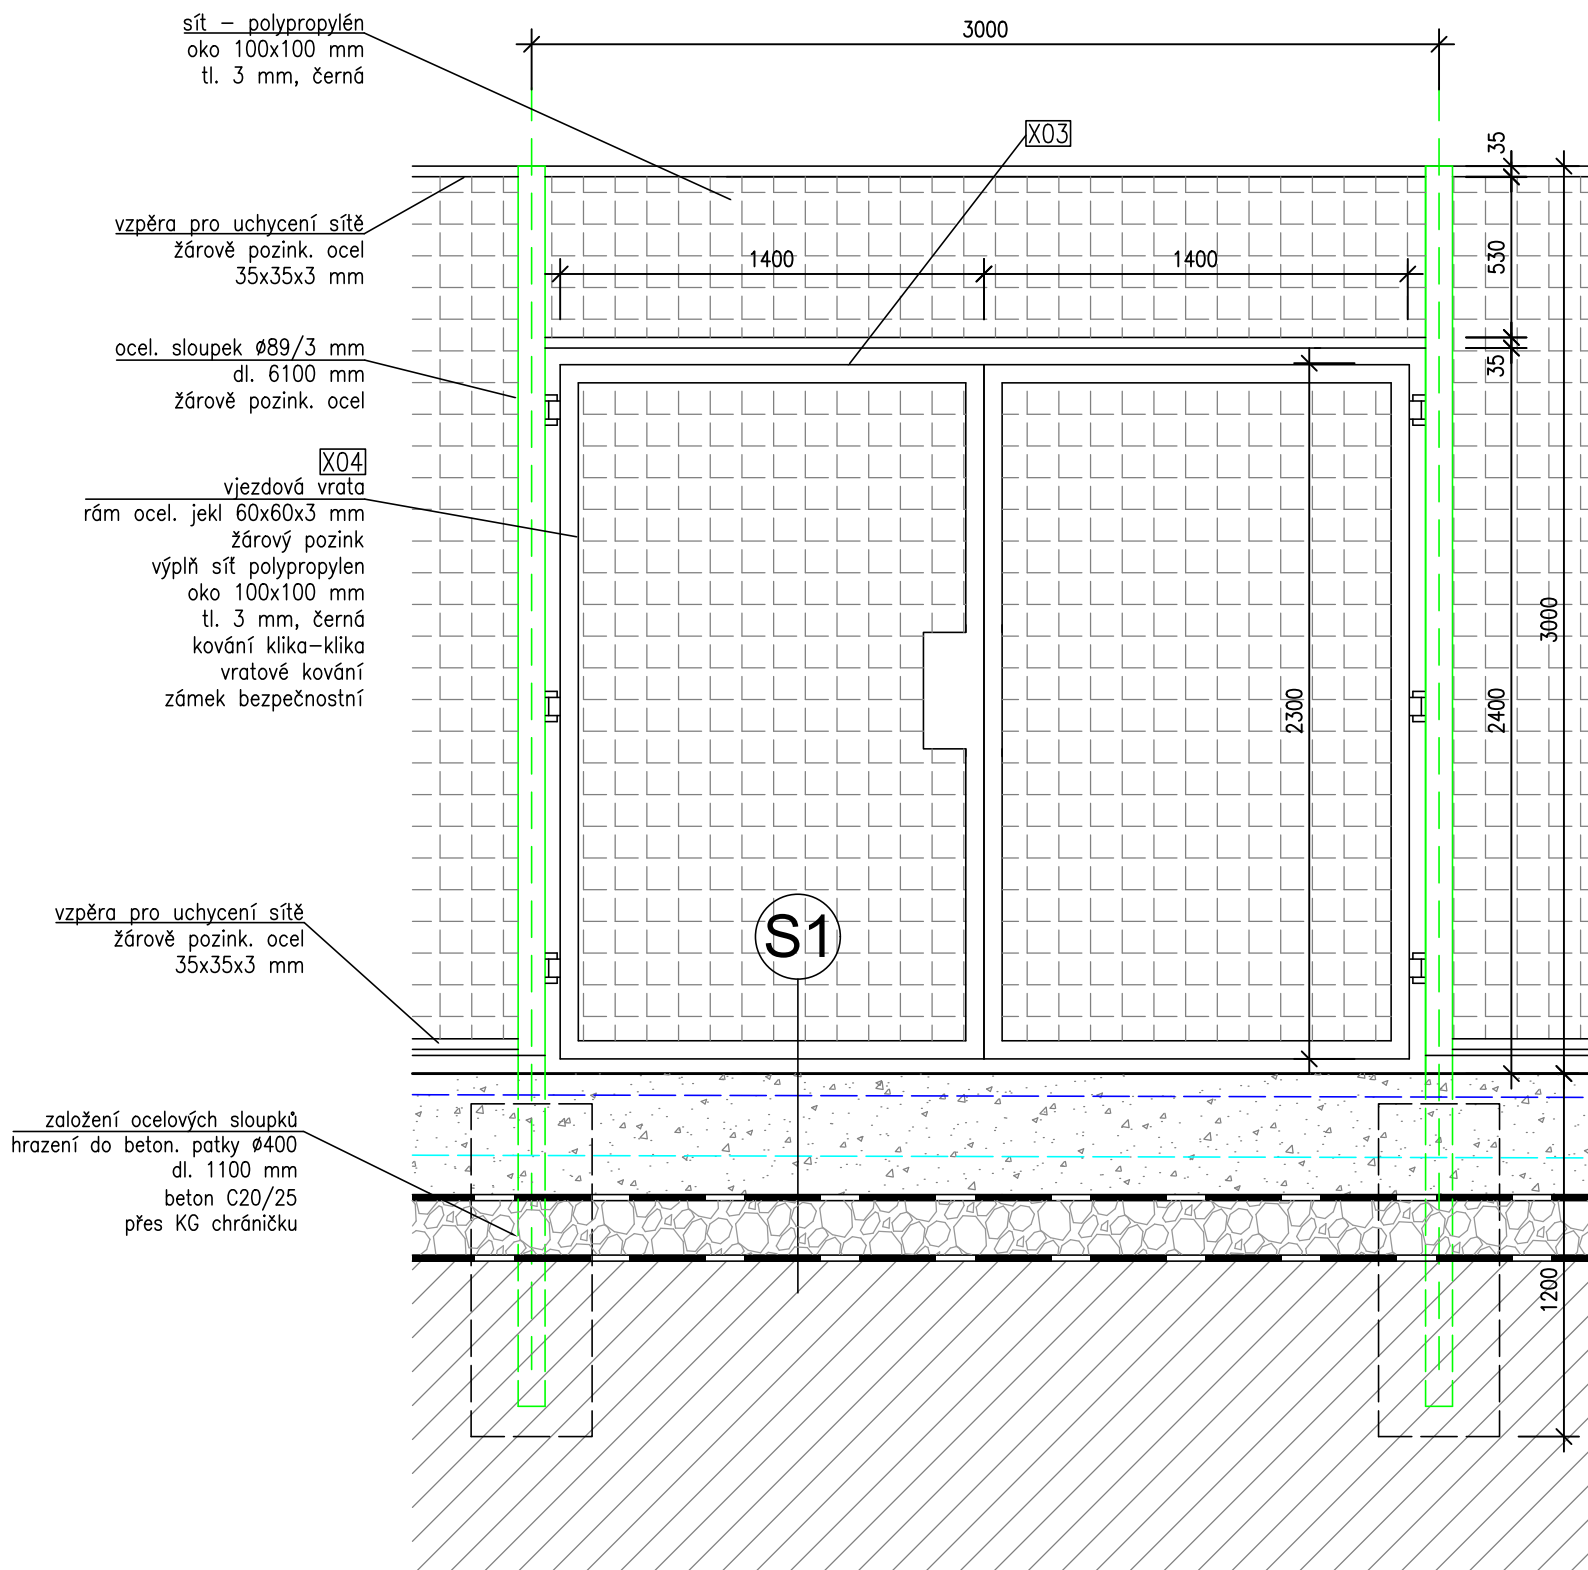 síť – polypropylén
oko 100x100 mm
tl. 3 mm, černá
3000
X03
35
vzpěra pro uchycení sítě
žárově pozink. ocel
35x35x3 mm
1400
1400
530
ocel. sloupek ø89/3 mm
dl. 6100 mm
žárově pozink. ocel
35
X04
vjezdová vrata
rám ocel. jekl 60x60x3 mm
žárový pozink
výplň síť polypropylen
oko 100x100 mm
tl. 3 mm, černá
kování klika–klika
vratové kování
zámek bezpečnostní
3000
2300
2400
S1
vzpěra pro uchycení sítě
žárově pozink. ocel
35x35x3 mm
založení ocelových sloupků
hrazení do beton. patky ø400
dl. 1100 mm
beton C20/25
přes KG chráničku
1200